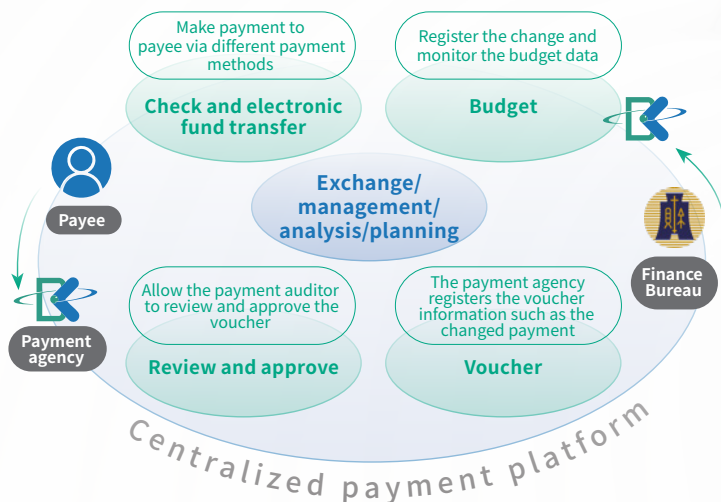 Make payment to
payee via different payment
methods
Check and electronic
fund transfer
Register the change and
monitor the budget data
Budget
Payee
Exchange/
management/
analysis/planning
Finance
Bureau
Payment
agency
Allow the payment auditor
to review and approve the
voucher
Review and approve
The payment agency
registers the voucher
information such as the
changed payment
Voucher
Centralized payment platform